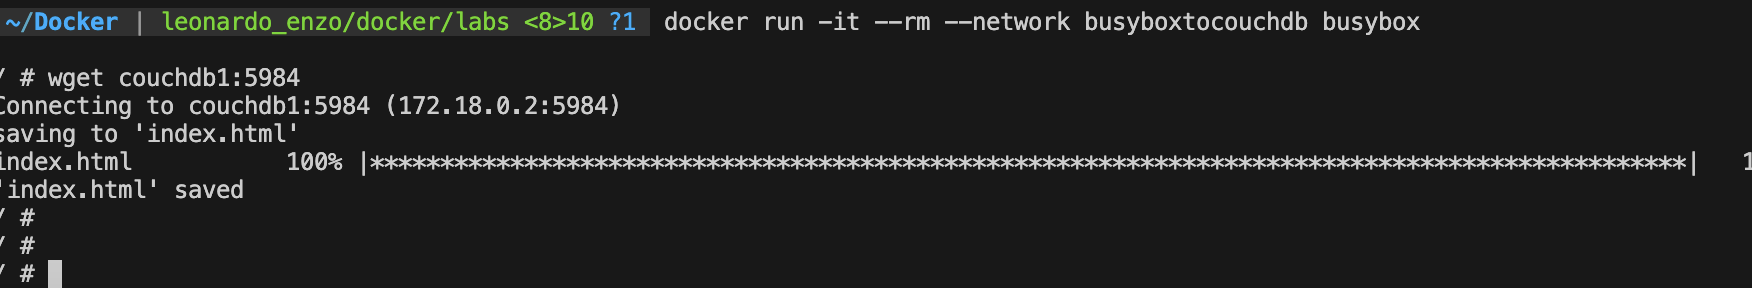 ~/Docker | leonardo_enzo/docker/labs <8>10 ?1 docker run -it --rm --network busyboxtocouchdb busybox
/ # wget couchdb1:5984
Connecting to couchdb1:5984 (172.18.0.2:5984)
saving to 'index.html'
index.html 100% |*********************************************************************************************| 1
'index.html' saved
/ #
/ #
/ #